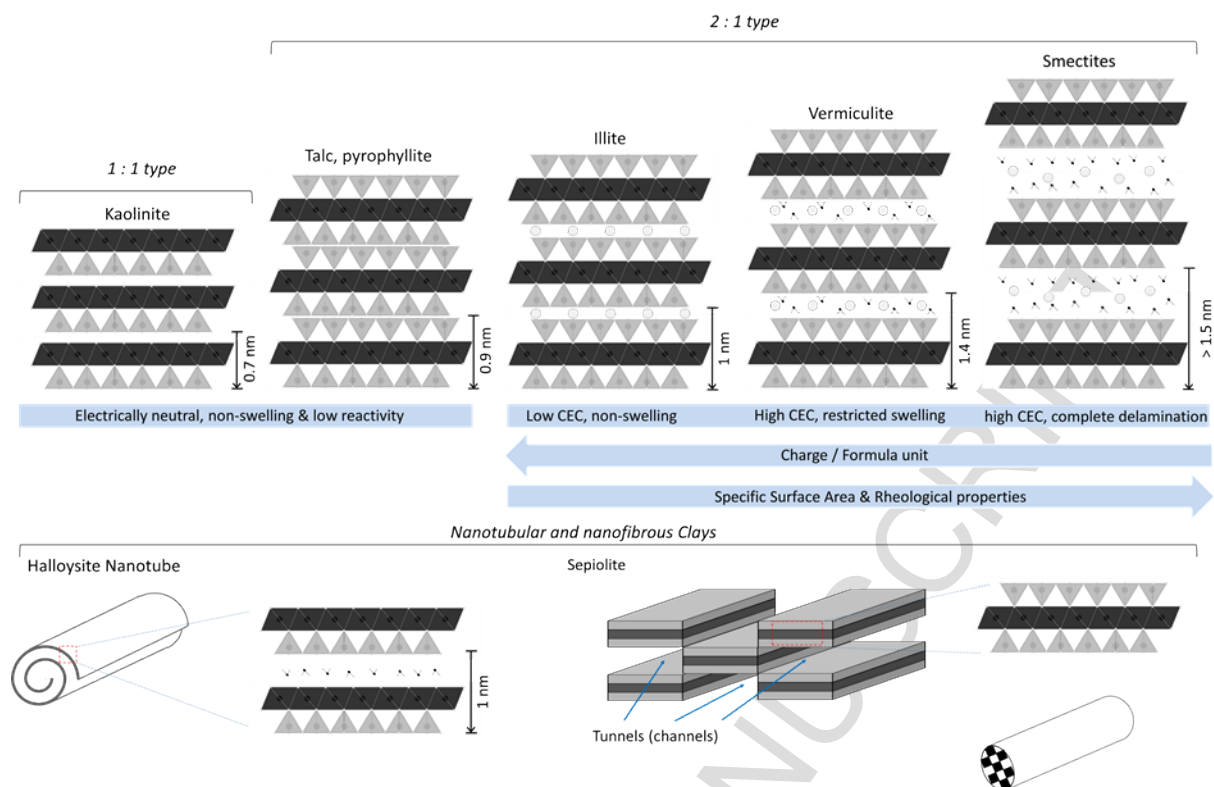 2 : 1 type
Smectites
Vermiculite
Illite
Talc, pyrophyllite
1 : 1 type
Kaolinite
0.7 nm
0.9 nm
1 nm
1.4 nm
> 1.5 nm
Electrically neutral, non-swelling & low reactivity
Low CEC, non-swelling
High CEC, restricted swelling
high CEC, complete delamination
Charge / Formula unit
Specific Surface Area & Rheological properties
Nanotubular and nanofibrous Clays
Halloysite Nanotube
Sepiolite
1 nm
Tunnels (channels)
NUSCRI